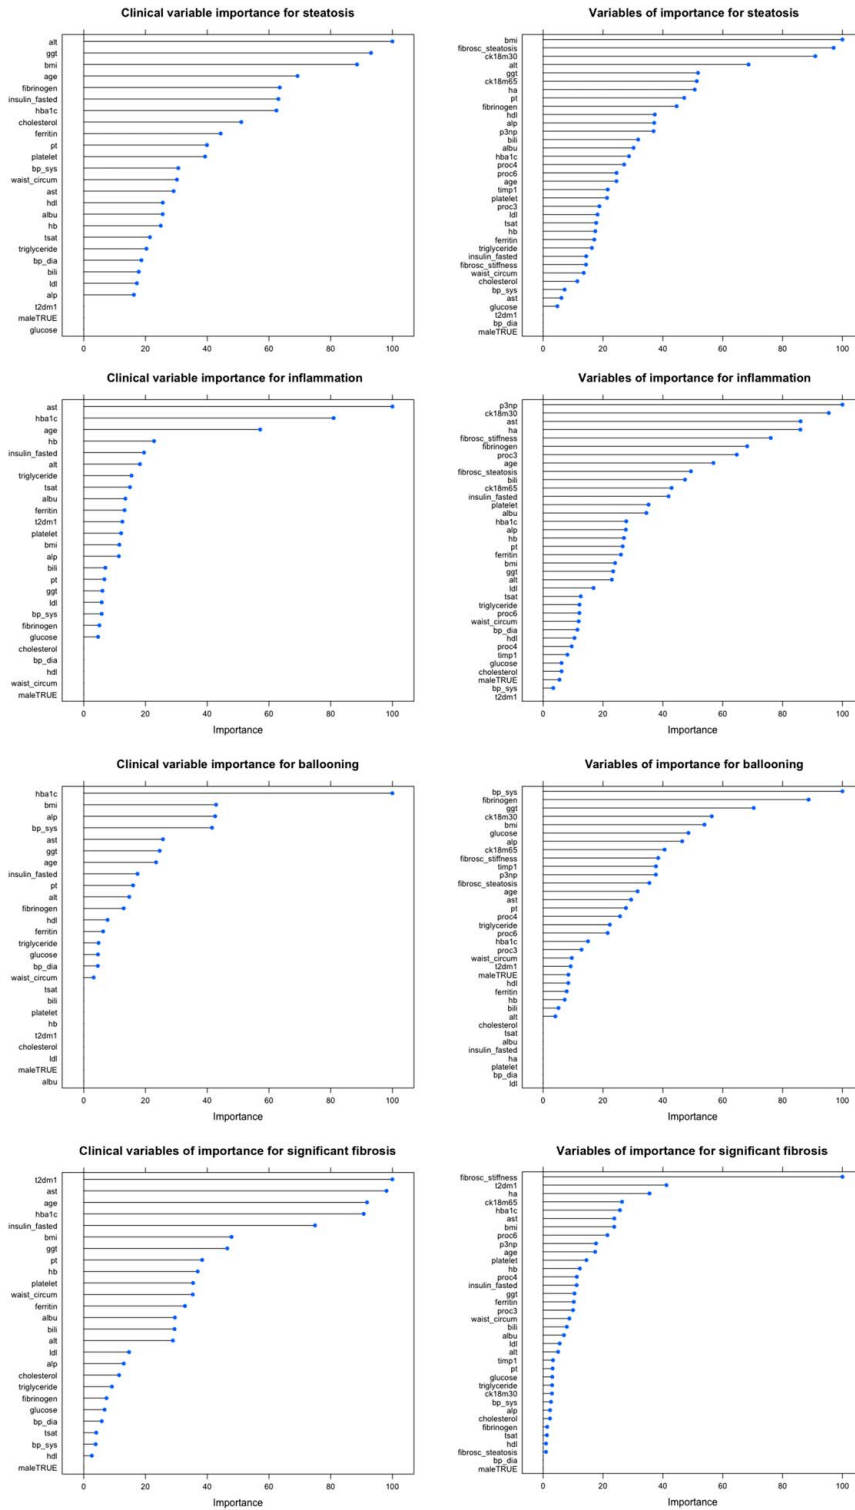 Clinical variable importance for steatosis
alt
ggt
bmi
age
fibrinogen
insulin_fasted
hba1c
cholesterol
ferritin
pt
platelet
bp_sys
waist_circum
ast
hdl
albu
hb
tsat
triglyceride
bp_dia
bili
ldl
alp
t2dm1
maleTRUE
glucose
0 20 40 60 80 100
Variables of importance for steatosis
bmi
fibrosc_steatosis
ck18m30
alt
ggt
ck18m65
ha
pt
fibrinogen
hdl
alp
p3np
bili
albu
hba1c
proc4
proc6
age
timp1
platelet
proc3
ldl
tsat
hb
ferritin
triglyceride
insulin_fasted
fibrosc_stiffness
waist_circum
cholesterol
bp_sys
ast
glucose
t2dm1
bp_dia
maleTRUE
0 20 40 60 80 100
Clinical variable importance for inflammation
ast
hba1c
age
hb
insulin_fasted
alt
triglyceride
tsat
albu
ferritin
t2dm1
platelet
bmi
alp
bili
pt
ggt
ldl
bp_sys
fibrinogen
glucose
cholesterol
bp_dia
hdl
waist_circum
maleTRUE
0 20 40 60 80 100
Importance
Variables of importance for inflammation
p3np
ck18m30
ast
ha
fibrosc_stiffness
fibrinogen
proc3
age
fibrosc_steatosis
bili
ck18m65
insulin_fasted
platelet
albu
hba1c
alp
hb
pt
ferritin
bmi
ggt
alt
ldl
tsat
triglyceride
proc6
waist_circum
bp_dia
hdl
proc4
timp1
glucose
cholesterol
maleTRUE
bp_sys
t2dm1
0 20 40 60 80 100
Importance
Clinical variable importance for ballooning
hba1c
bmi
alp
bp_sys
ast
ggt
age
insulin_fasted
pt
alt
fibrinogen
hdl
ferritin
triglyceride
glucose
bp_dia
waist_circum
tsat
bili
platelet
hb
t2dm1
cholesterol
ldl
maleTRUE
albu
0 20 40 60 80 100
Importance
Variables of importance for ballooning
bp_sys
fibrinogen
ggt
ck18m30
bmi
glucose
alp
ck18m65
fibrosc_stiffness
timp1
p3np
fibrosc_steatosis
age
ast
pt
proc4
triglyceride
proc6
hba1c
proc3
waist_circum
t2dm1
maleTRUE
hdl
ferritin
hb
bili
alt
cholesterol
tsat
albu
insulin_fasted
ha
platelet
bp_dia
ldl
0 20 40 60 80 100
Importance
Clinical variables of importance for significant fibrosis
t2dm1
ast
age
hba1c
insulin_fasted
bmi
ggt
pt
hb
platelet
waist_circum
ferritin
albu
bili
alt
ldl
alp
cholesterol
triglyceride
fibrinogen
glucose
bp_dia
tsat
bp_sys
hdl
maleTRUE
0 20 40 60 80 100
Importance
Variables of importance for significant fibrosis
fibrosc_stiffness
t2dm1
ha
ck18m65
hba1c
ast
bmi
proc6
p3np
age
platelet
hb
proc4
insulin_fasted
ggt
ferritin
proc3
waist_circum
bili
albu
ldl
alt
timp1
pt
glucose
triglyceride
ck18m30
bp_sys
alp
cholesterol
fibrinogen
tsat
hdl
fibrosc_steatosis
bp_dia
maleTRUE
0 20 40 60 80 100
Importance